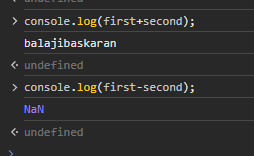 undefined
> console.log(first+second);
balajibaskaran
undefined
> console.log(first-second);
NaN
undefined
>